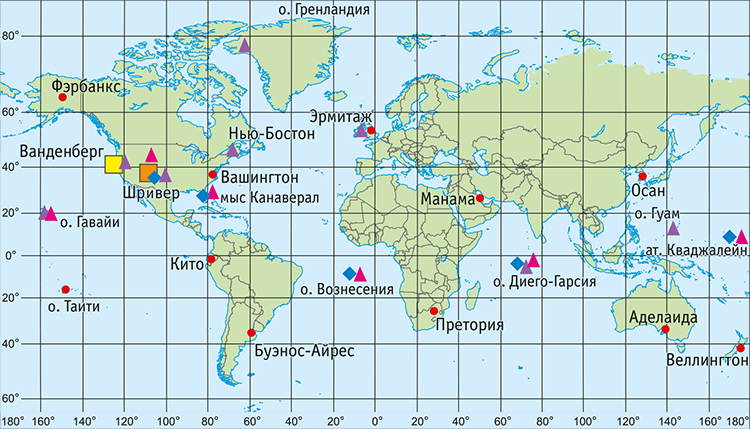 о. Гренландия
80°
Фэрбанкс
60°
Эрмитаж
Нью-Бостон
Ванденберг
40°
Шривер
Вашингтон
мыс Канаверал
Манама
Осан
о. Гуам
20°
о. Гавайи
ат. Кваджалейн
0°
Кито
о. Вознесения
о. Диего-Гарсия
20°
о. Таити
Претория
Аделаида
Буэнос-Айрес
Веллингтон
40°
60°
180° 160° 140° 120° 100° 80° 60° 40° 20° 0° 20° 40° 60° 80° 100° 120° 140° 160° 180°